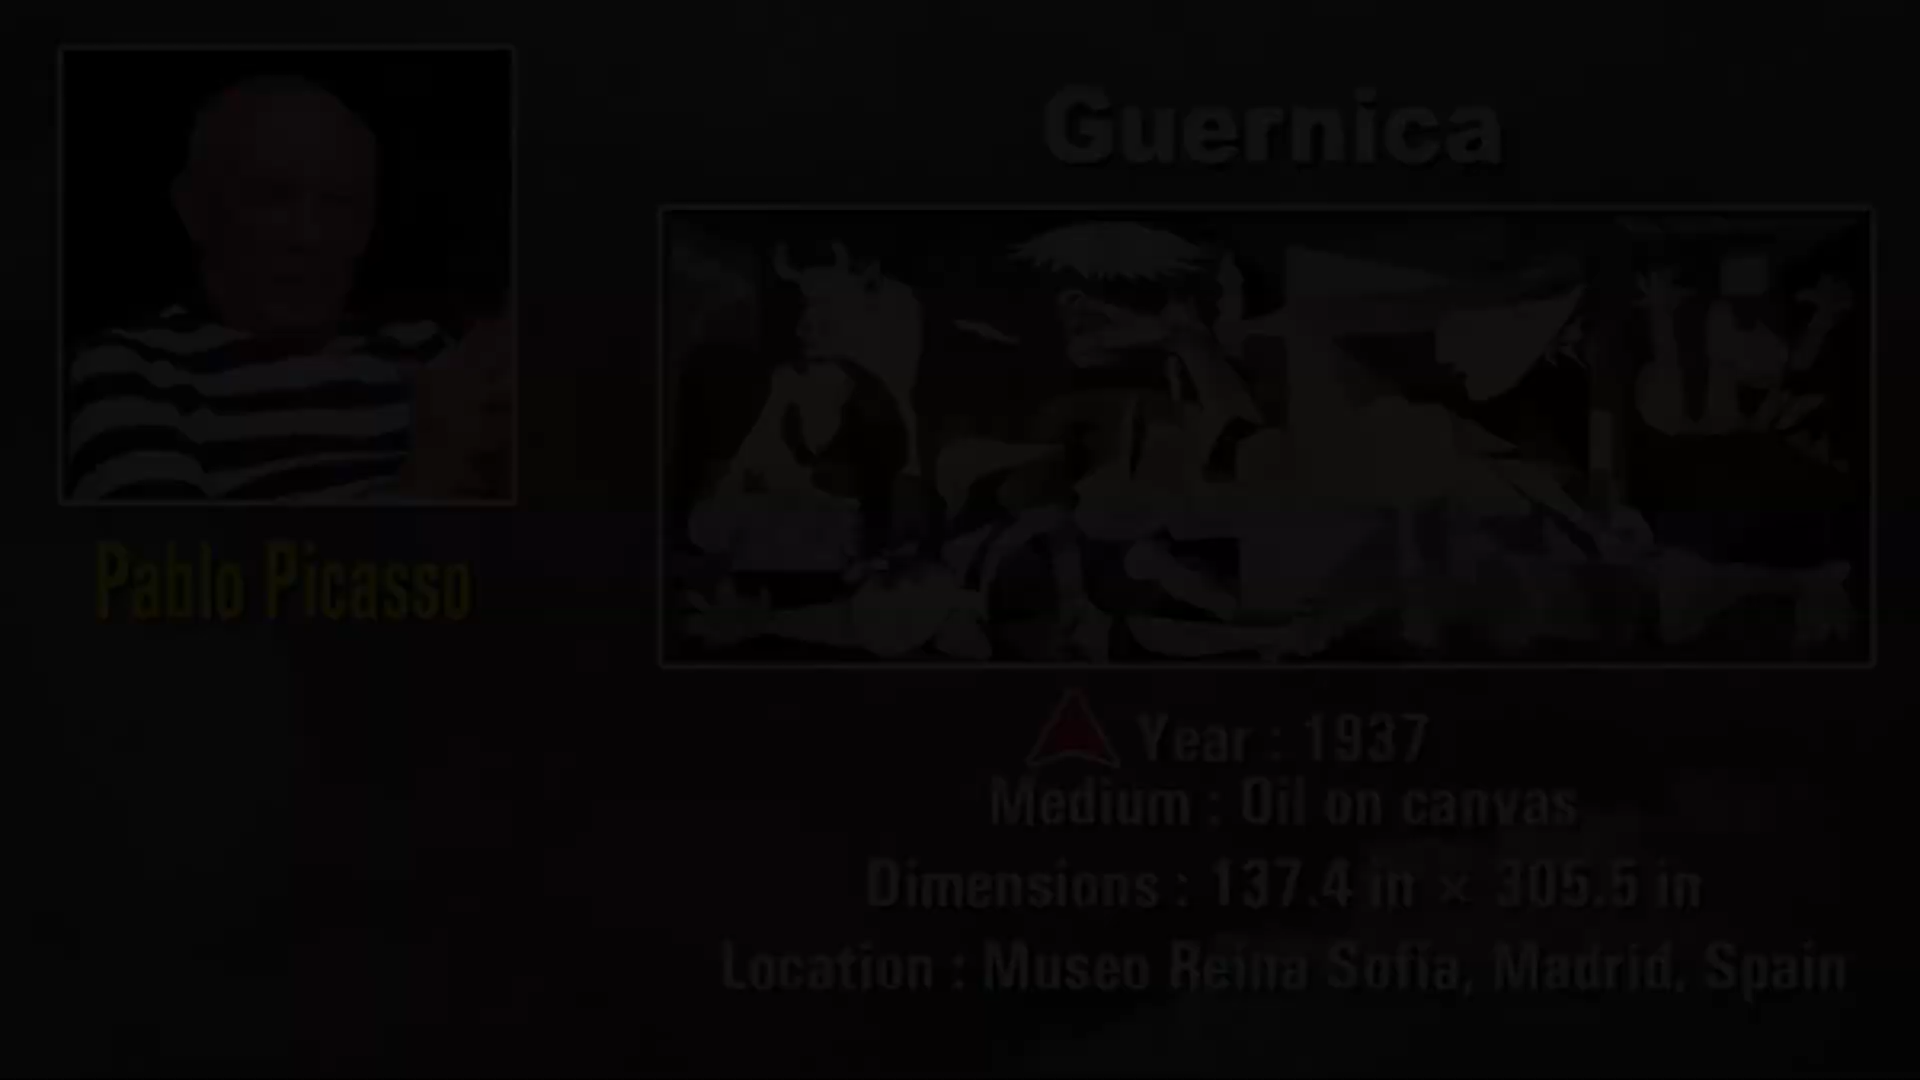 Guernica
Pablo Picasso
Year : 1937
Medium : Oil on canvas
Dimensions : 137.4 in × 305.5 in
Location : Museo Reina Sofia, Madrid, Spain